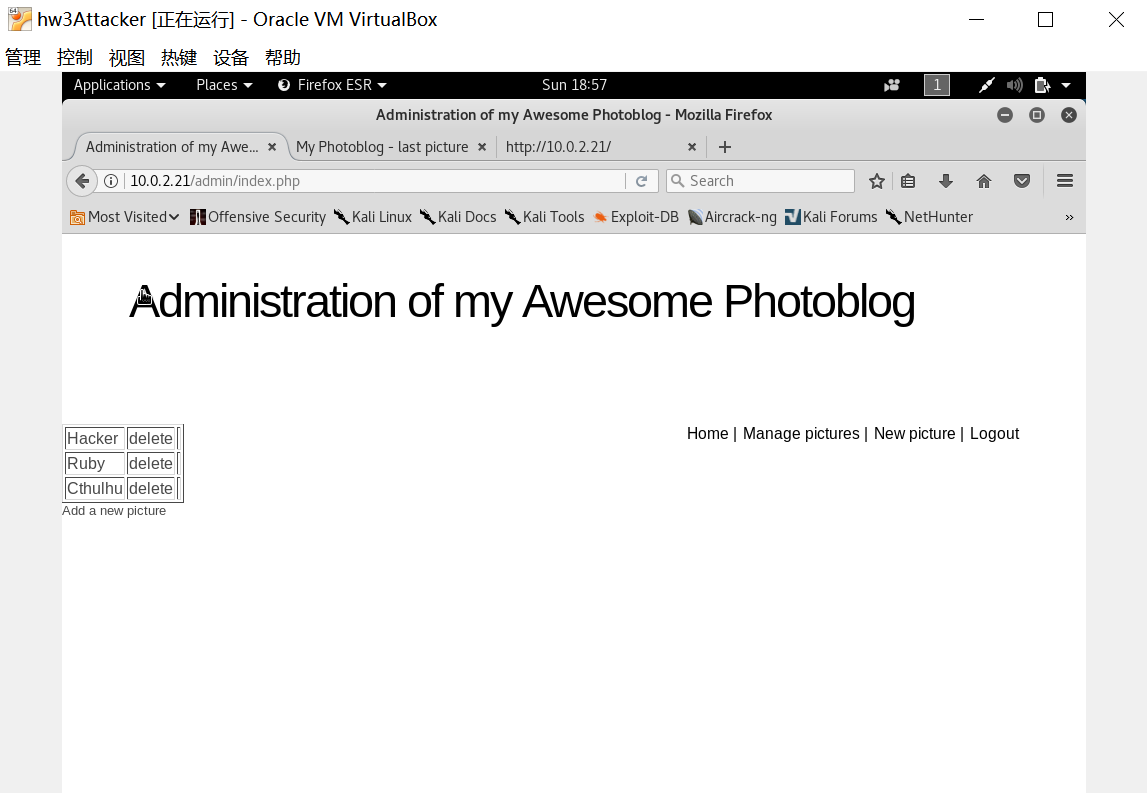 hw3Attacker [正在运行] - Oracle VM VirtualBox
管理 控制 视图 热键 设备 帮助
Applications Places Firefox ESR Sun 18:57 1
Administration of my Awesome Photoblog - Mozilla Firefox
Administration of my Awe... My Photoblog - last picture http://10.0.2.21/
10.0.2.21/admin/index.php Search
Most Visited Offensive Security Kali Linux Kali Docs Kali Tools Exploit-DB Aircrack-ng Kali Forums NetHunter »
Administration of my Awesome Photoblog
Home | Manage pictures | New picture | Logout
Hacker delete
Ruby delete
Cthulhu delete
Add a new picture